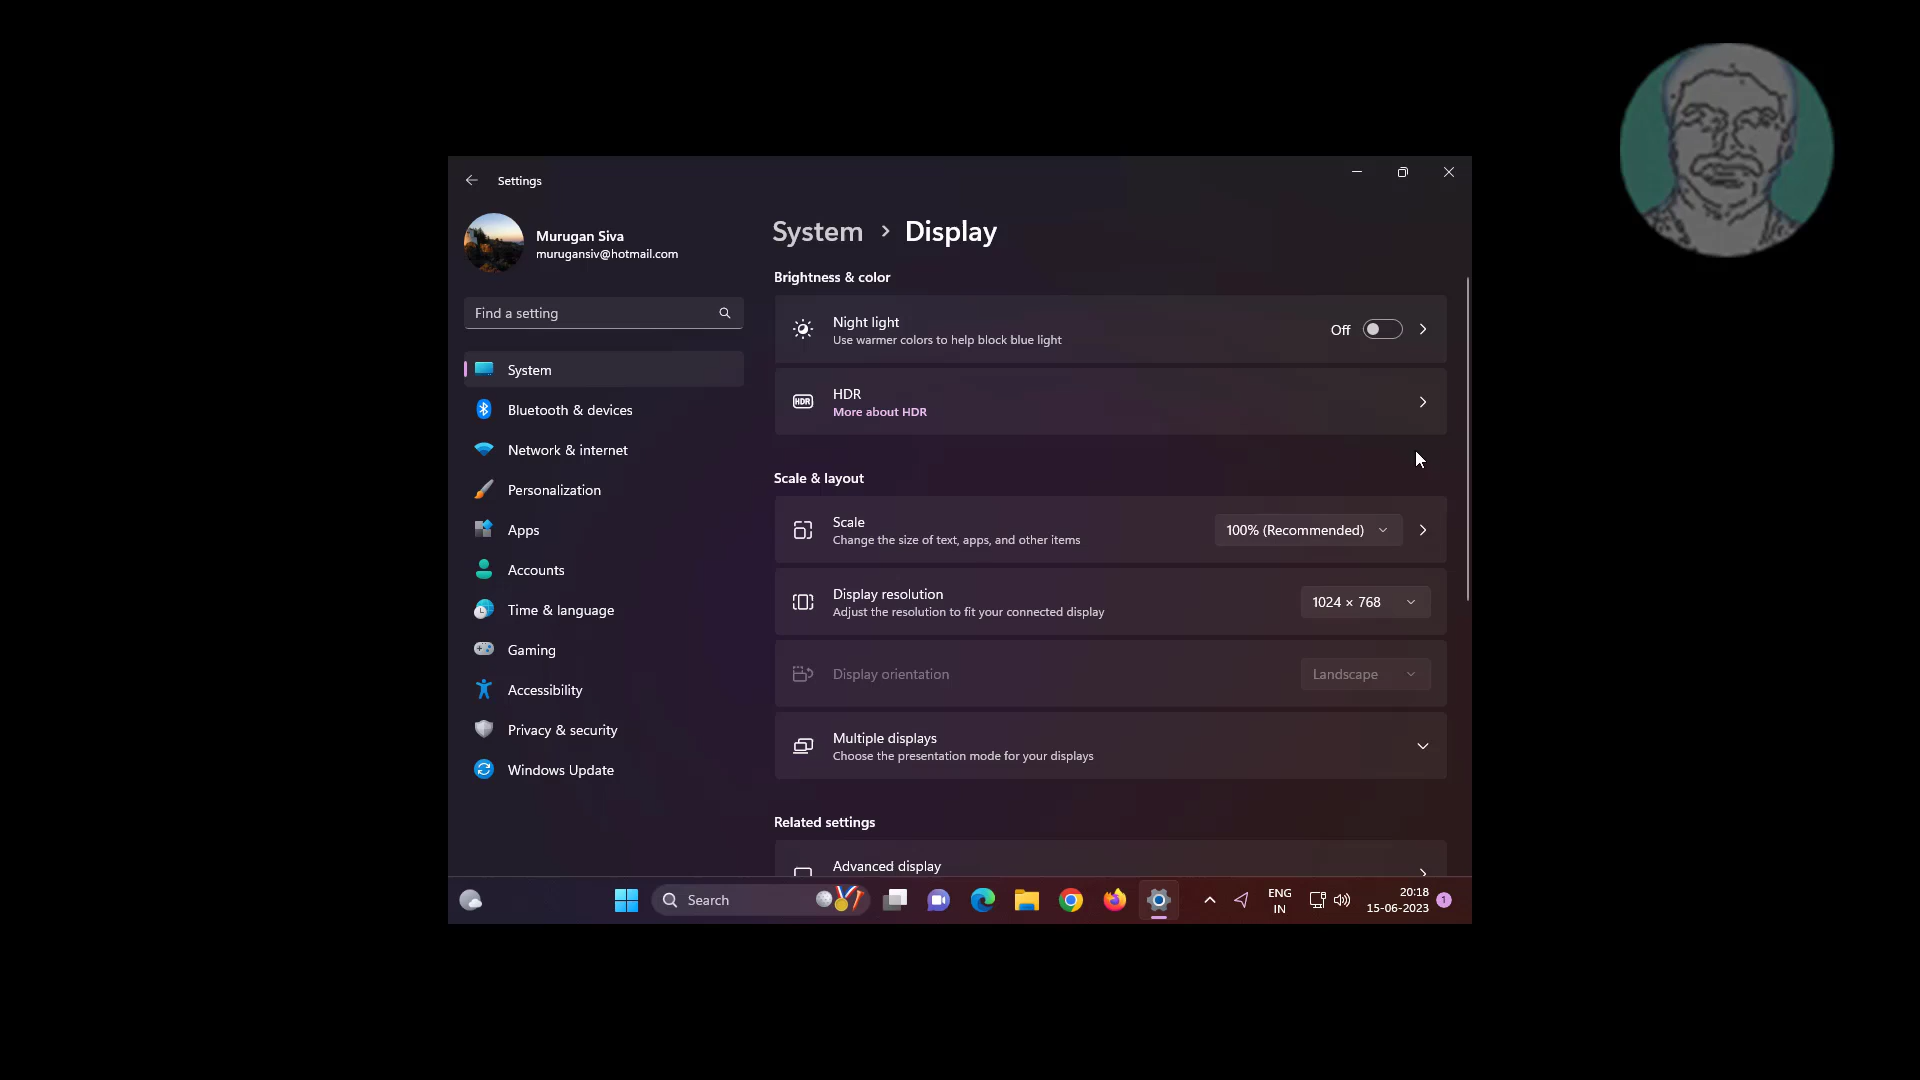 Settings
Murugan Siva
murugansiv@hotmail.com
Find a setting
System
Bluetooth & devices
Network & internet
Personalization
Apps
Accounts
Time & language
Gaming
Accessibility
Privacy & security
Windows Update
System > Display
Brightness & color
Night light
Use warmer colors to help block blue light
Off
HDR
HDR
More about HDR
Scale & layout
Scale
Change the size of text, apps, and other items
100% (Recommended)
Display resolution
Adjust the resolution to fit your connected display
1024 × 768
Display orientation
Landscape
Multiple displays
Choose the presentation mode for your displays
Related settings
Advanced display
Search
ENG
IN
20:18
15-06-2023
1